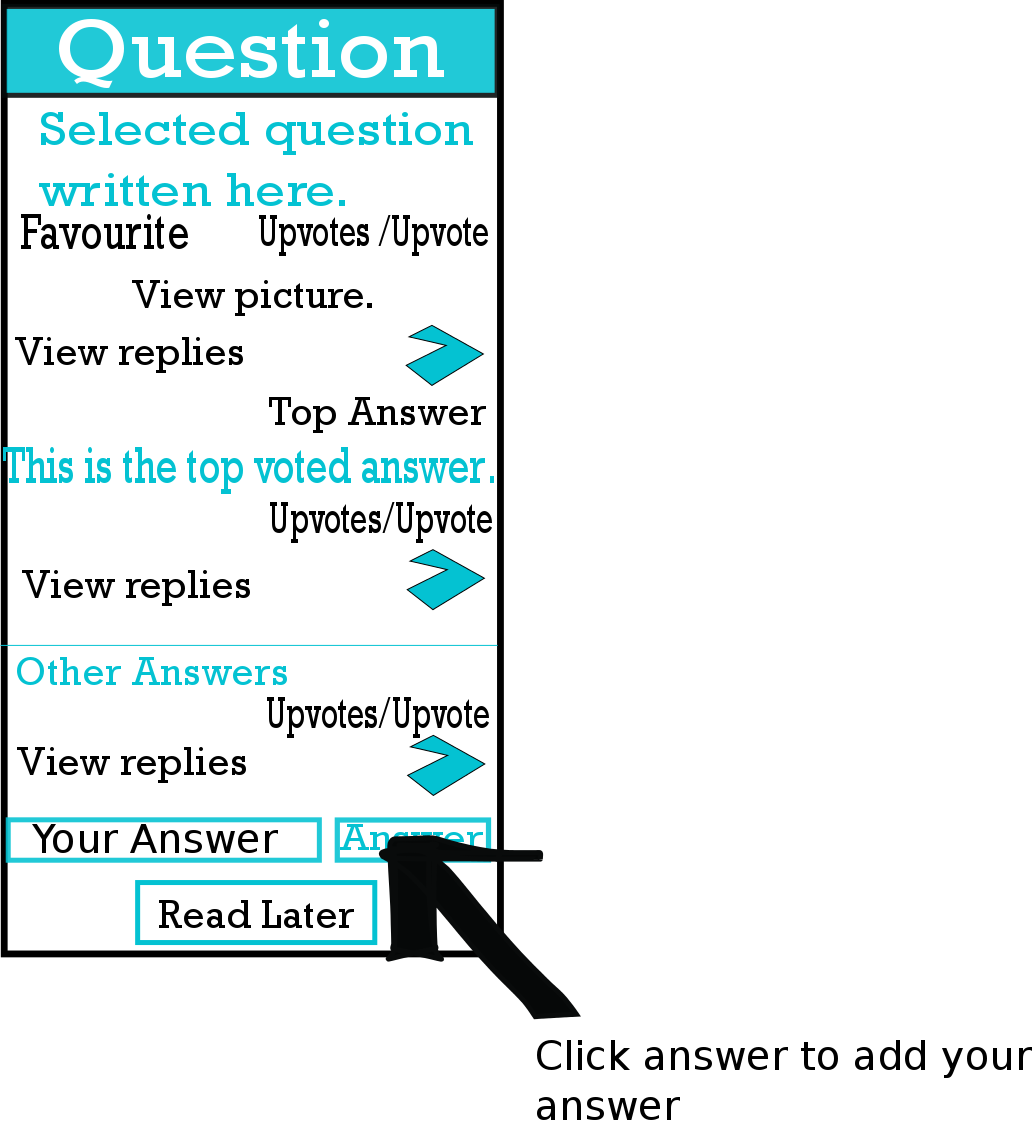 Question
Selected question
written here.
Favourite Upvotes /Upvote
View picture.
View replies
Top Answer
This is the top voted answer.
Upvotes/Upvote
View replies
Other Answers
Upvotes/Upvote
View replies
Your Answer Answer
Read Later
Click answer to add your
answer